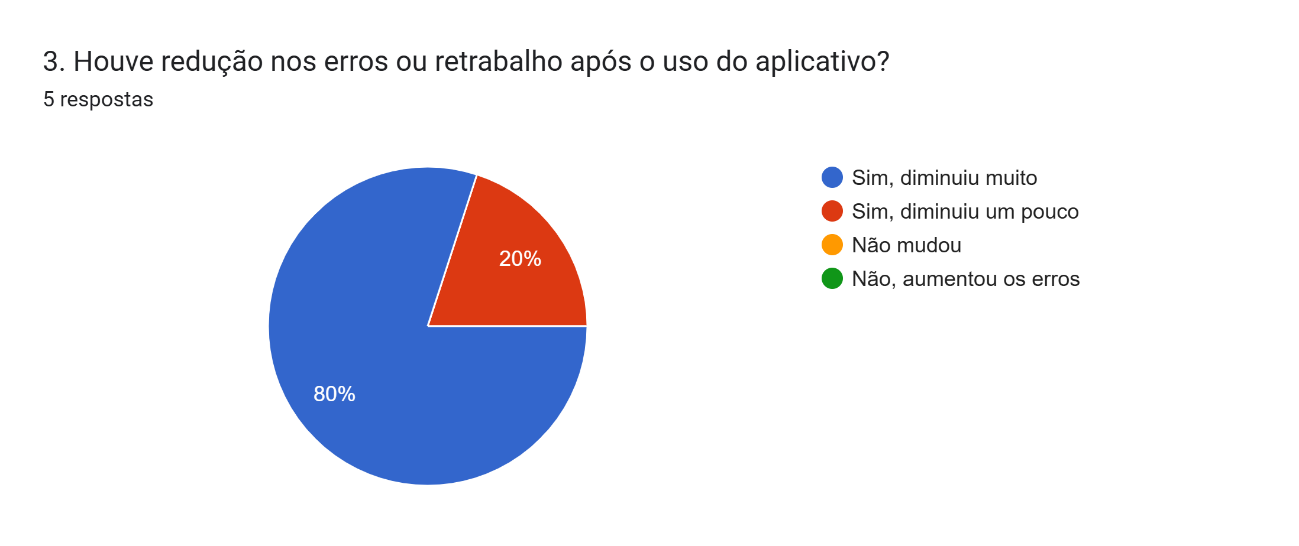 3. Houve redução nos erros ou retrabalho após o uso do aplicativo?
5 respostas
Sim, diminuiu muito
Sim, diminuiu um pouco
Não mudou
Não, aumentou os erros
20%
80%